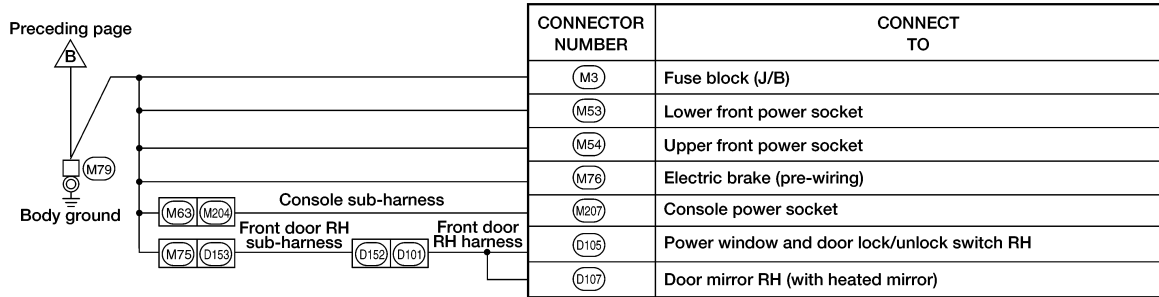 Preceding page
B
M79
Body ground
CONNECTOR NUMBER
CONNECT TO
M3 Fuse block (J/B)
M53 Lower front power socket
M54 Upper front power socket
M76 Electric brake (pre-wiring)
M63 M204 Console sub-harness M207 Console power socket
Front door RH sub-harness
Front door RH harness
M75 D153 D152 D101 D105 Power window and door lock/unlock switch RH
D107 Door mirror RH (with heated mirror)